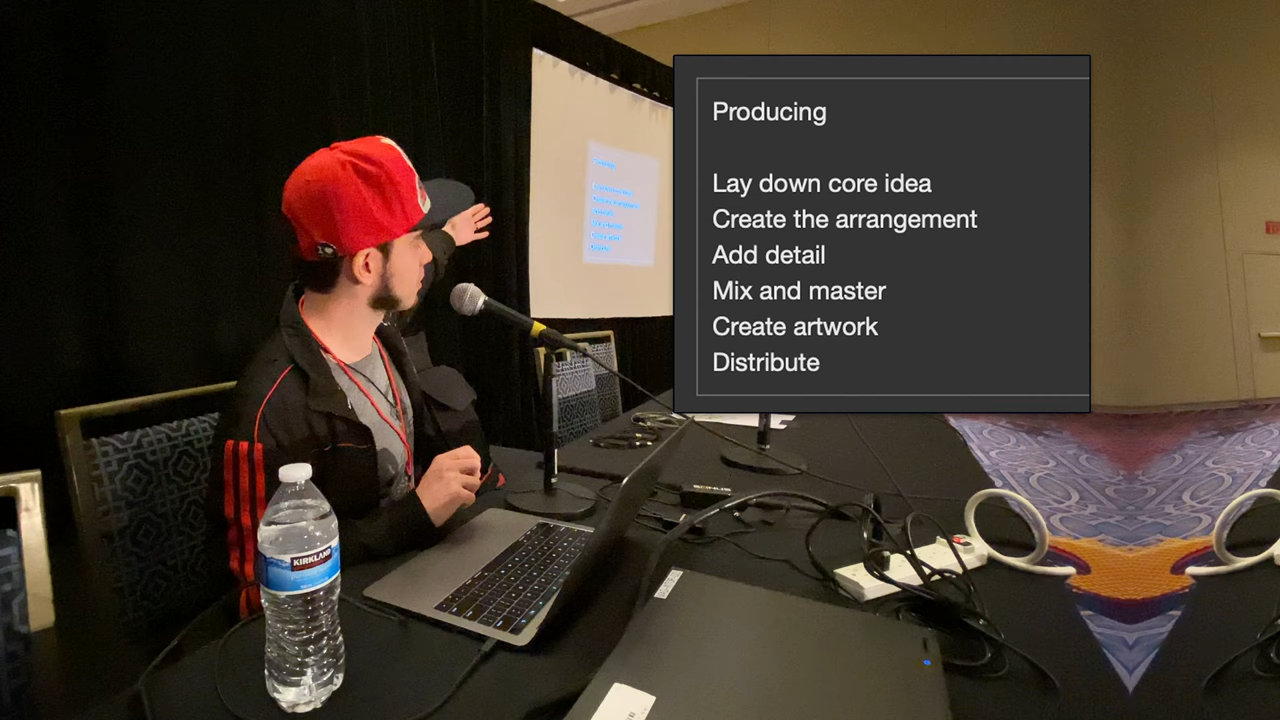 Producing
Lay down core idea
Create the arrangement
Add detail
Mix and master
Create artwork
Distribute
KIRKLAND